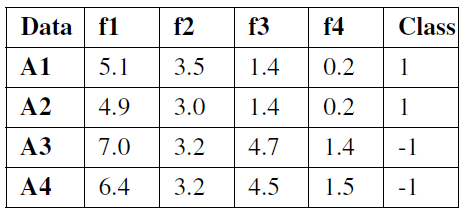 Data f1 f2 f3 f4 Class
A1 5.1 3.5 1.4 0.2 1
A2 4.9 3.0 1.4 0.2 1
A3 7.0 3.2 4.7 1.4 -1
A4 6.4 3.2 4.5 1.5 -1